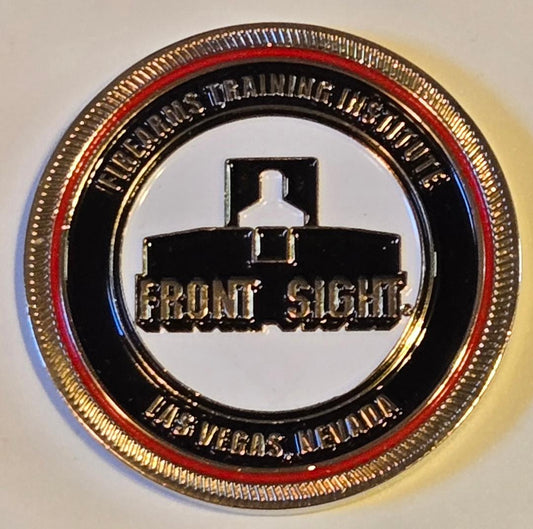 FIREARMS TRAINING INSTITUTE
FRONT SIGHT®
LAS VEGAS, NEVADA